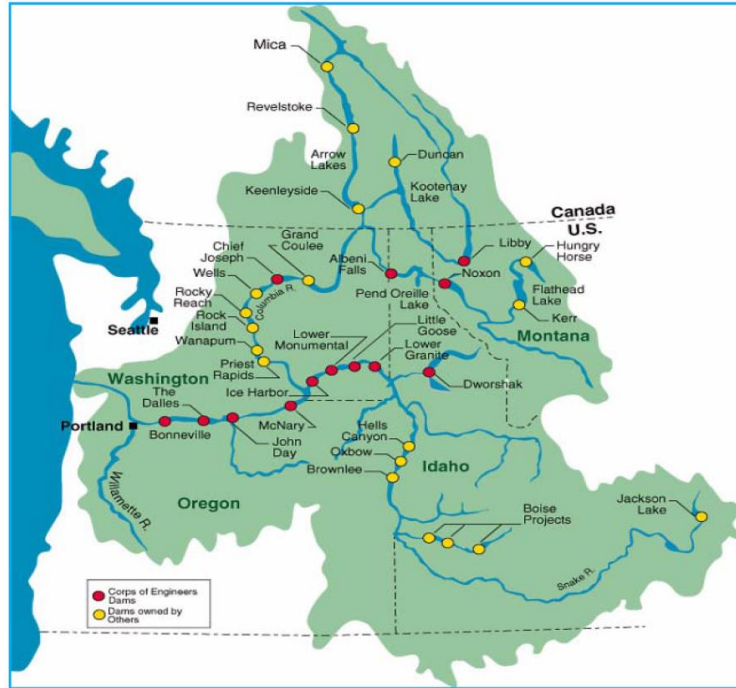 Mica
Revelstoke
Arrow
Lakes
Duncan
Kootenay
Lake
Keenleyside
Canada
U.S.
Grand
Coulee
Chief
Joseph
Albeni
Falls
Libby
Noxon
Hungry
Horse
Wells
Columbia R.
Pend Oreille
Lake
Flathead
Lake
Rocky
Reach
Rock
Island
Kerr
Seattle
Wanapum
Lower
Monumental
Little
Goose
Lower
Granite
Montana
Priest
Rapids
Washington
Ice Harbor
Dworshak
The
Dalles
Portland
Bonneville
McNary
John
Day
Hells
Canyon
Oxbow
Brownlee
Idaho
Willamette R.
Oregon
Boise
Projects
Jackson
Lake
Snake R.
Corps of Engineers
Dams
Dams owned by
Others